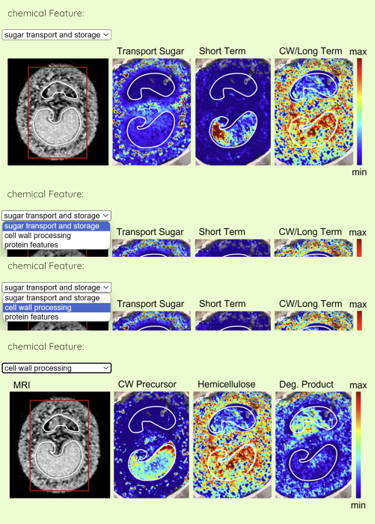 chemical Feature:
sugar transport and storage
Transport Sugar Short Term CW/Long Term max
min
chemical Feature:
sugar transport and storage
sugar transport and storage
cell wall processing
protein features
Transport Sugar Short Term CW/Long Term max
chemical Feature:
sugar transport and storage
sugar transport and storage
cell wall processing
protein features
Transport Sugar Short Term CW/Long Term max
chemical Feature:
cell wall processing
MRI CW Precursor Hemicellulose Deg. Product max
min